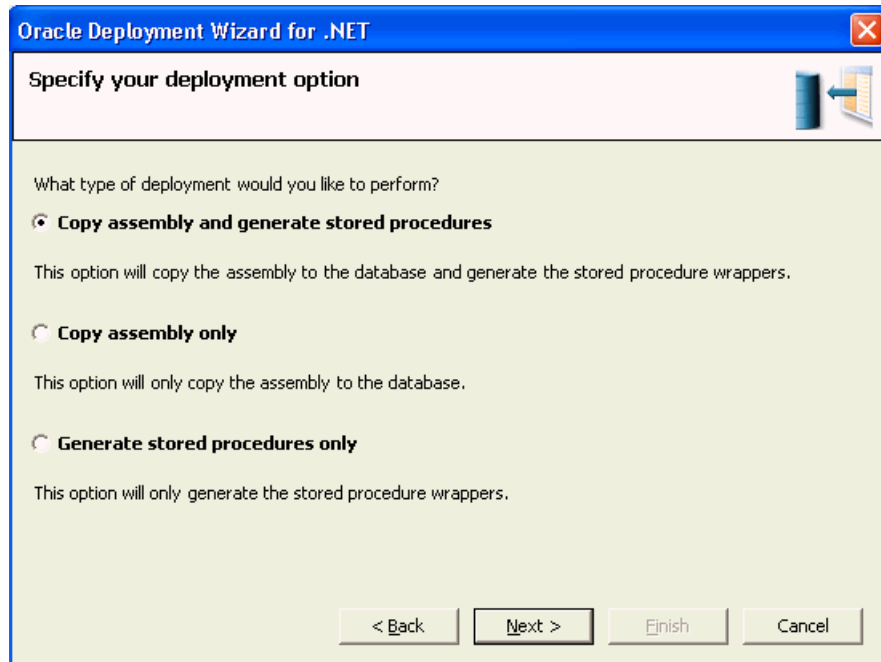 Oracle Deployment Wizard for .NET
Specify your deployment option
What type of deployment would you like to perform?
Copy assembly and generate stored procedures
This option will copy the assembly to the database and generate the stored procedure wrappers.
Copy assembly only
This option will only copy the assembly to the database.
Generate stored procedures only
This option will only generate the stored procedure wrappers.
< Back Next > Finish Cancel